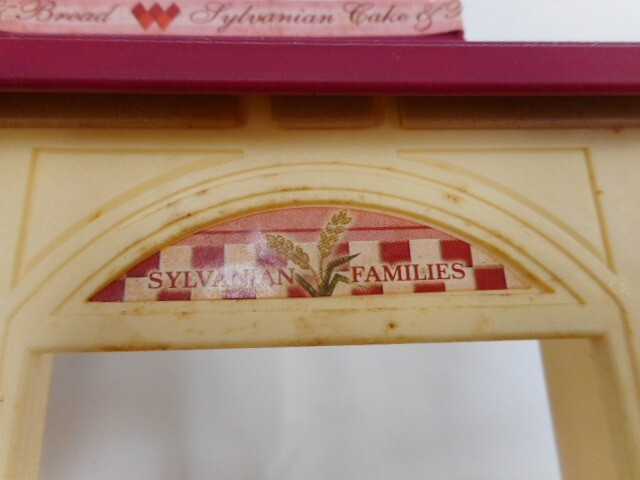 & Bread Sylvanian Cake &
SYLVANIAN FAMILIES